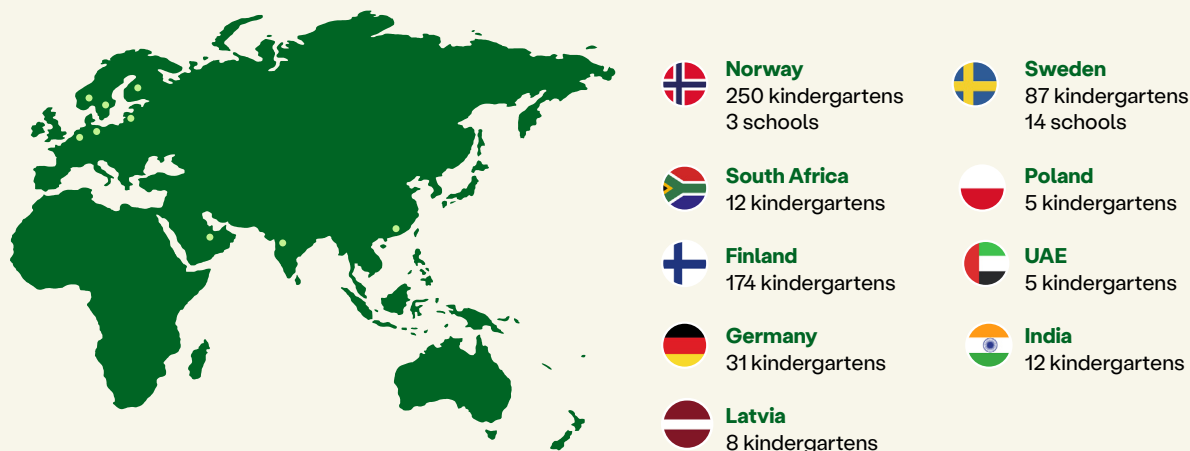 Norway
250 kindergartens
3 schools
Sweden
87 kindergartens
14 schools
South Africa
12 kindergartens
Poland
5 kindergartens
Finland
174 kindergartens
UAE
5 kindergartens
Germany
31 kindergartens
India
12 kindergartens
Latvia
8 kindergartens